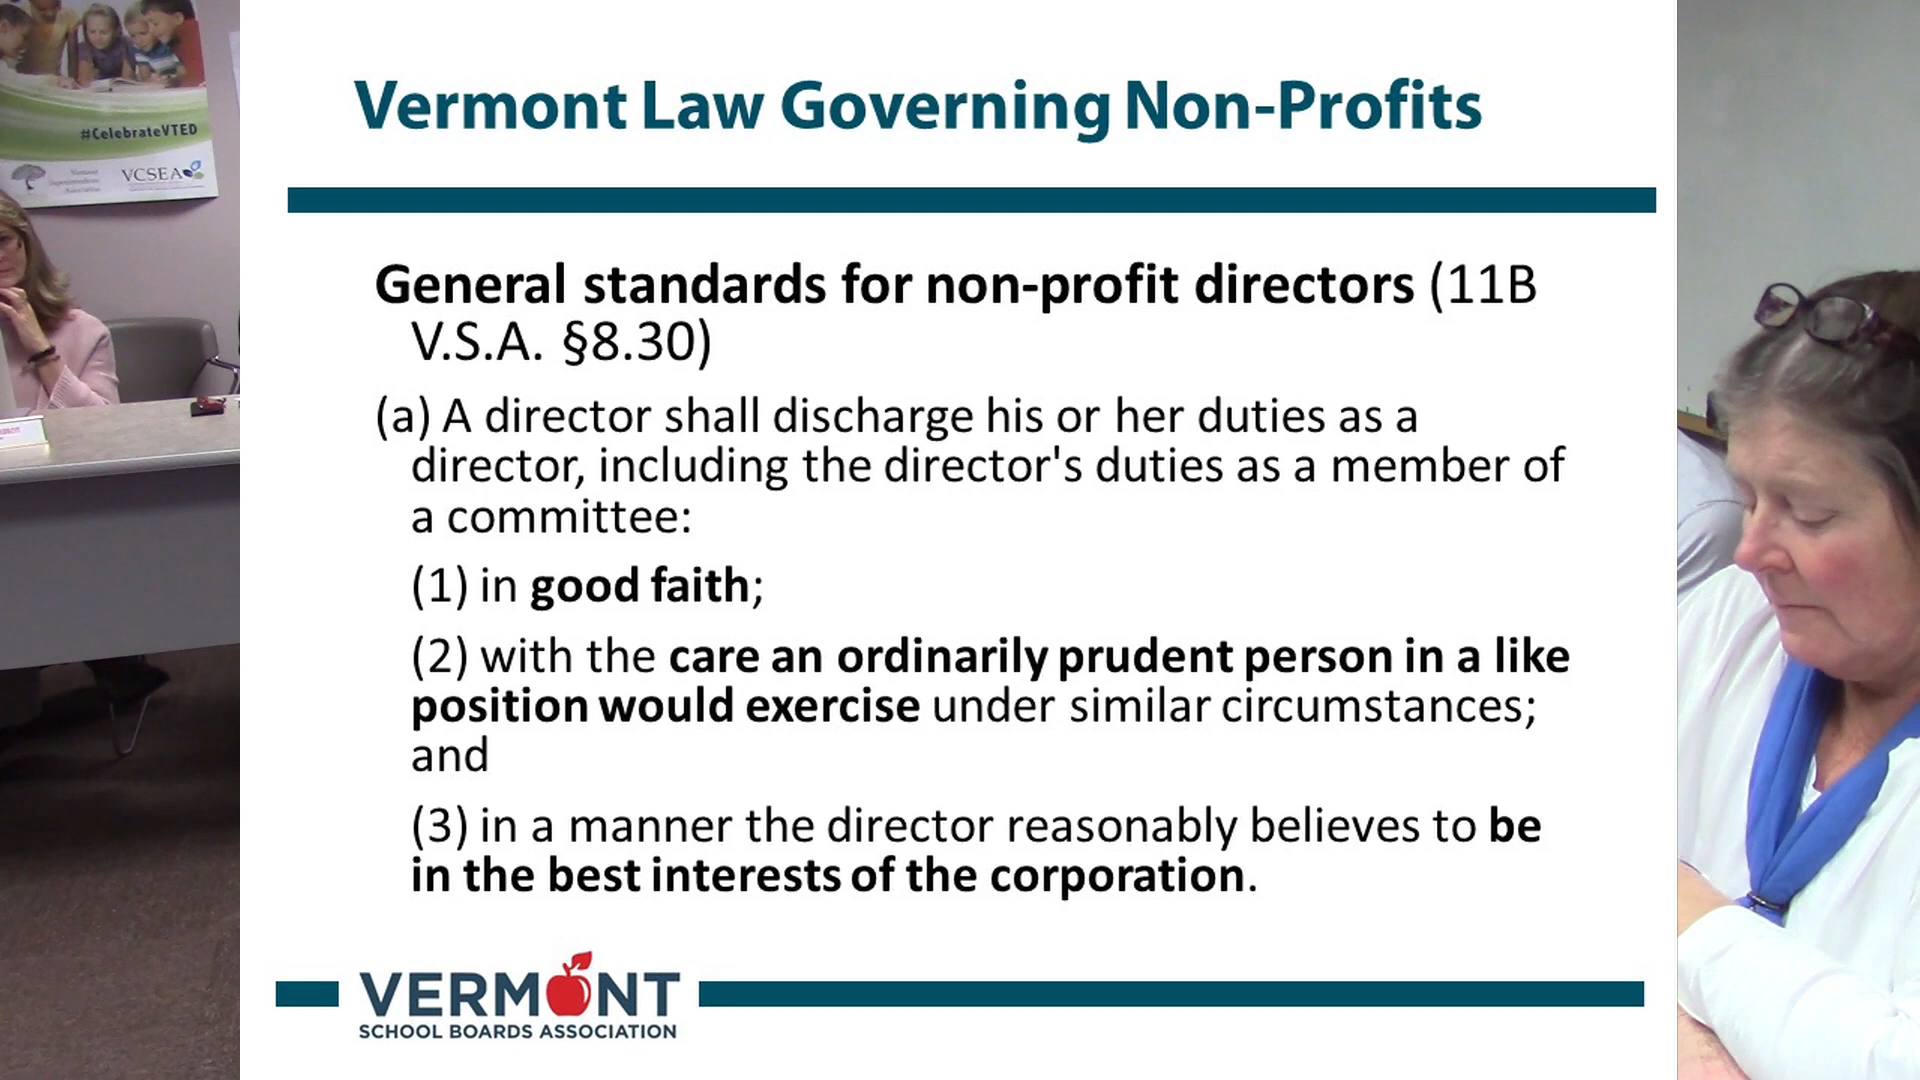 #CelebrateVTED
VCSEA
Vermont Law Governing Non-Profits
General standards for non-profit directors (11B
V.S.A. §8.30)
(a) A director shall discharge his or her duties as a
director, including the director's duties as a member of
a committee:
(1) in good faith;
(2) with the care an ordinarily prudent person in a like
position would exercise under similar circumstances;
and
(3) in a manner the director reasonably believes to be
in the best interests of the corporation.
VERMONT
SCHOOL BOARDS ASSOCIATION